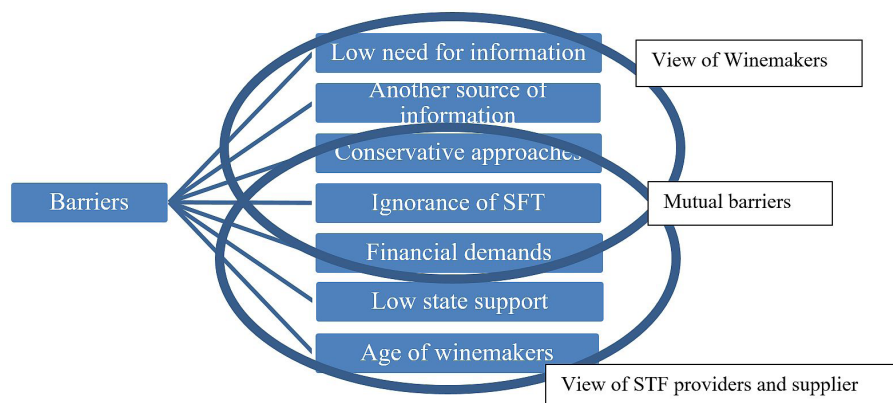 Low need for information
View of Winemakers
Another source of
information
Conservative approaches
Barriers
Ignorance of SFT
Mutual barriers
Financial demands
Low state support
Age of winemakers
View of STF providers and supplier